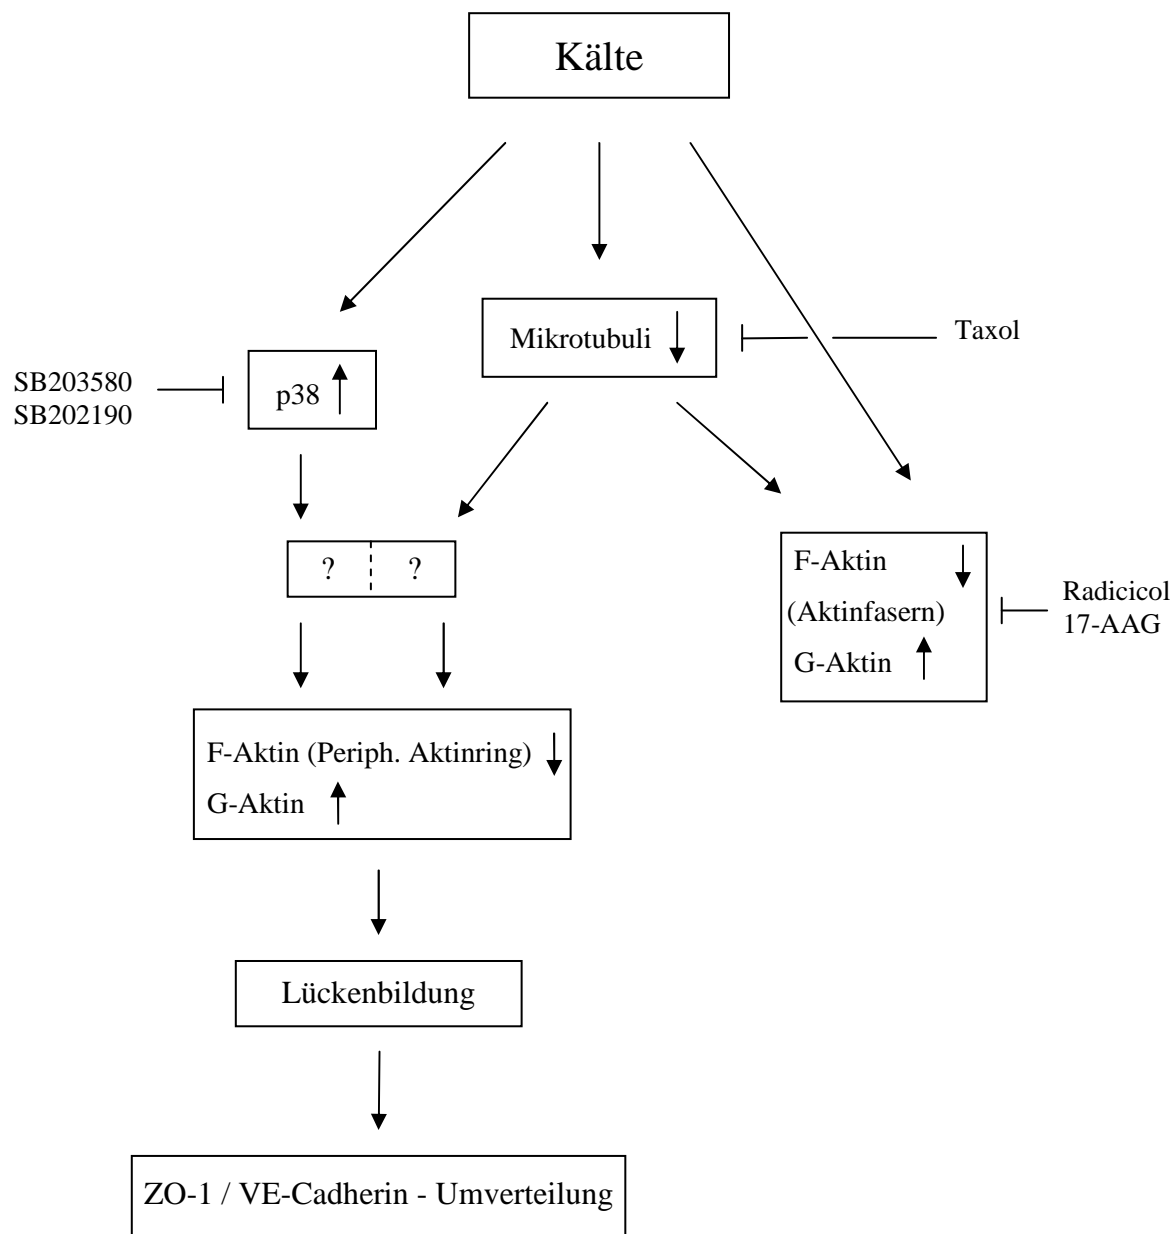 Kälte
Mikrotubuli
Taxol
SB203580
SB202190
p38
? ?
F-Aktin
(Aktinfasern)
G-Aktin
Radicicol
17-AAG
F-Aktin (Periph. Aktinring)
G-Aktin
Lückenbildung
ZO-1 / VE-Cadherin - Umverteilung